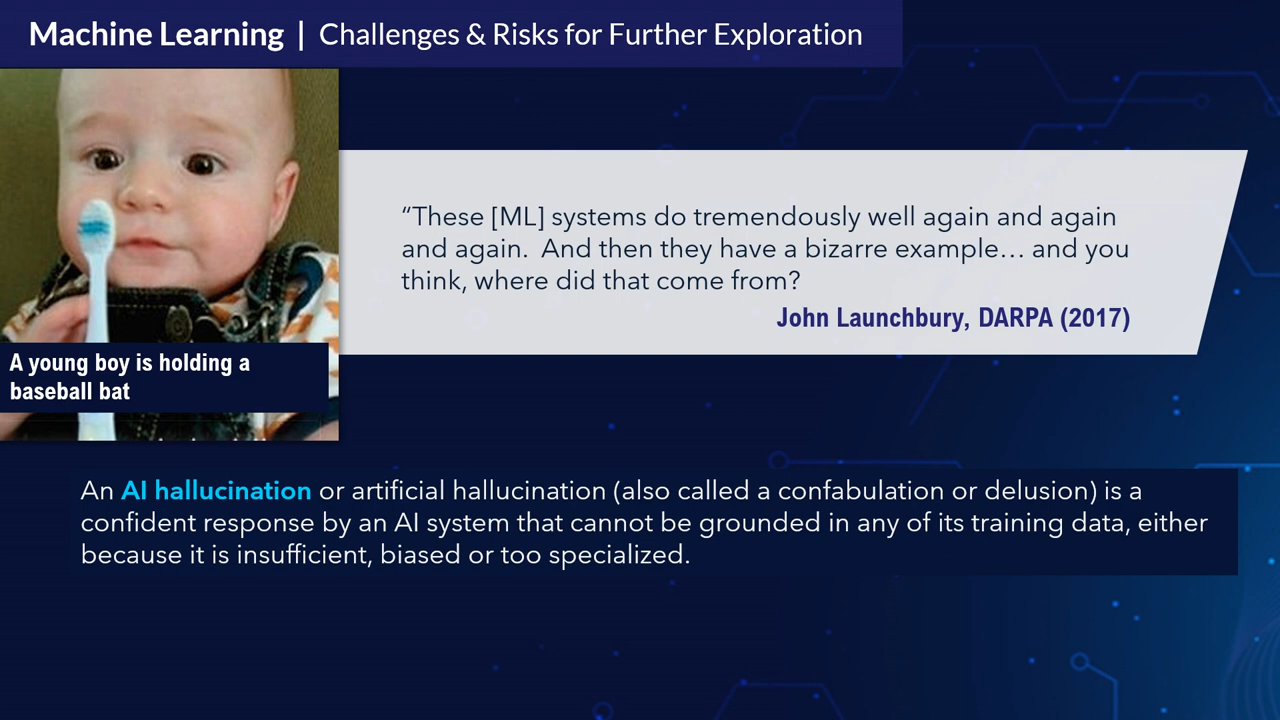 Machine Learning | Challenges & Risks for Further Exploration
“These [ML] systems do tremendously well again and again
and again.  And then they have a bizarre example… and you
think, where did that come from?
John Launchbury, DARPA (2017)
A young boy is holding a
baseball bat
An AI hallucination or artificial hallucination (also called a confabulation or delusion) is a
confident response by an AI system that cannot be grounded in any of its training data, either
because it is insufficient, biased or too specialized.